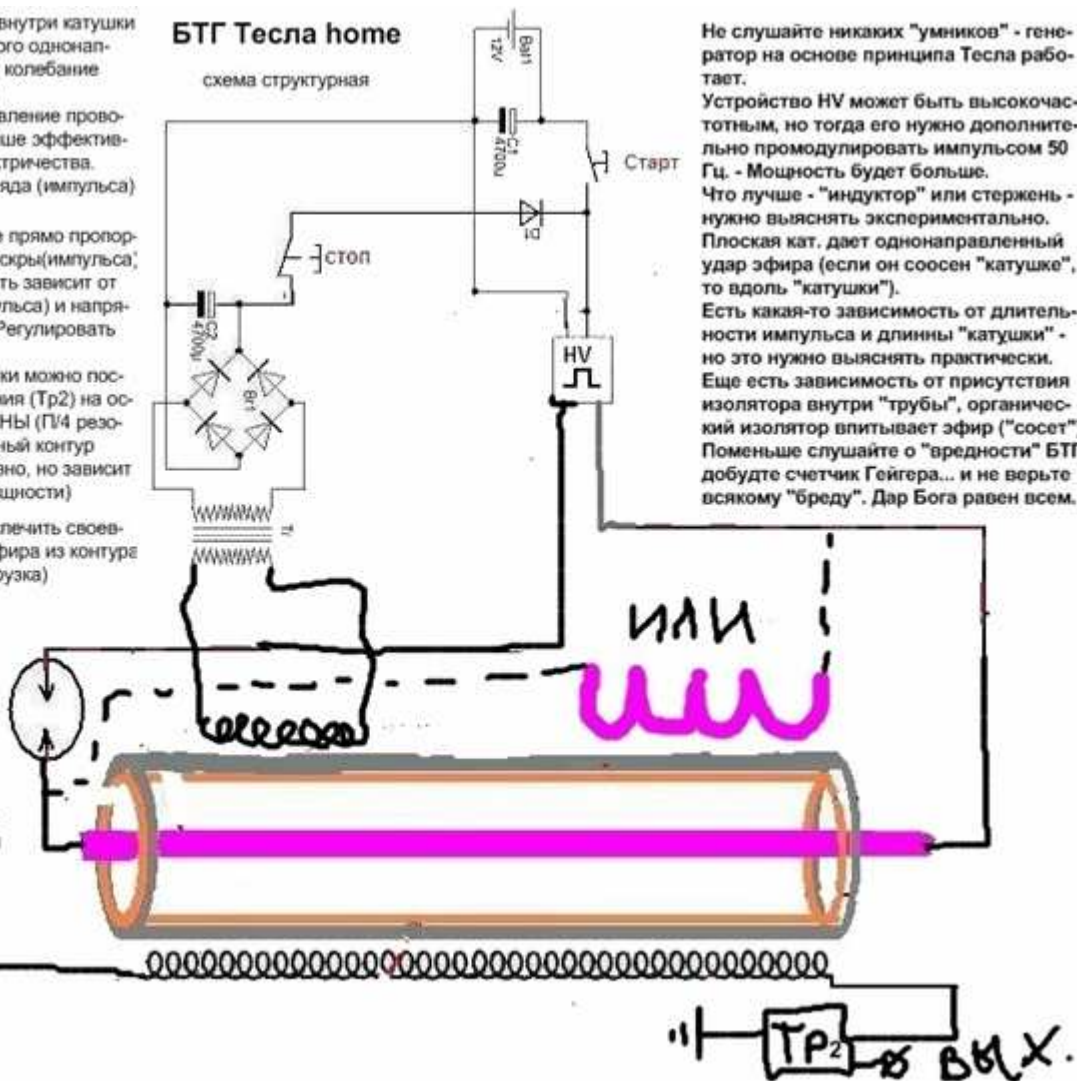 внутри катушки
ого однонап-
колебание
вление прово-
ше эффектив-
ктричества.
яда (импульса)
е прямо пропор-
скры(импульса)
ть зависит от
ульса) и напря-
Регулировать
ки можно пос-
ния (Тр2) на ос-
НЫ (П/4 резо-
ный контур
вно, но зависит
щности)
печить своев-
фира из контура
рузка)
БТГ Тесла home
схема структурная
Bat1
12V
C1
4700u
Старт
D1
стоп
C2
4700u
Br1
HV
Не слушайте никаких "умников" - гене-
ратор на основе принципа Тесла рабо-
тает.
Устройство HV может быть высокочас-
тотным, но тогда его нужно дополните-
льно промодулировать импульсом 50
Гц. - Мощность будет больше.
Что лучше - "индуктор" или стержень -
нужно выяснять экспериментально.
Плоская кат. дает однонаправленный
удар эфира (если он соосен "катушке",
то вдоль "катушки").
Есть какая-то зависимость от длитель-
ности импульса и длинны "катушки" -
но это нужно выяснять практически.
Еще есть зависимость от присутствия
изолятора внутри "трубы", органичес-
кий изолятор впитывает эфир ("сосет")
Поменьше слушайте о "вредности" БТГ
добудте счетчик Гейгера... и не верьте
всякому "бреду". Дар Бога равен всем.
ИЛИ
Тр2
ВЫХ.